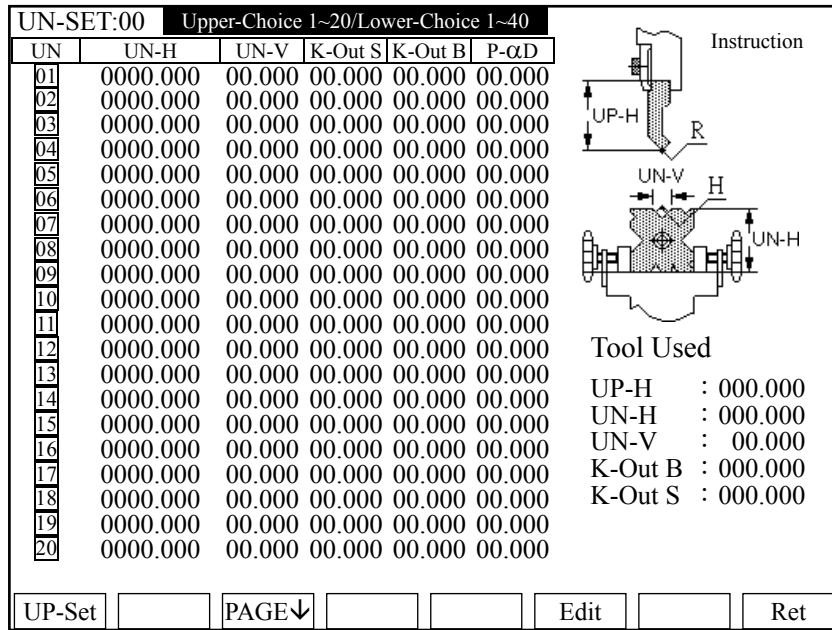 UN-SET:00 Upper-Choice 1~20/Lower-Choice 1~40
UN UN-H UN-V K-Out S K-Out B P-αD
01 0000.000 00.000 00.000 00.000 00.000
02 0000.000 00.000 00.000 00.000 00.000
03 0000.000 00.000 00.000 00.000 00.000
04 0000.000 00.000 00.000 00.000 00.000
05 0000.000 00.000 00.000 00.000 00.000
06 0000.000 00.000 00.000 00.000 00.000
07 0000.000 00.000 00.000 00.000 00.000
08 0000.000 00.000 00.000 00.000 00.000
09 0000.000 00.000 00.000 00.000 00.000
10 0000.000 00.000 00.000 00.000 00.000
11 0000.000 00.000 00.000 00.000 00.000
12 0000.000 00.000 00.000 00.000 00.000
13 0000.000 00.000 00.000 00.000 00.000
14 0000.000 00.000 00.000 00.000 00.000
15 0000.000 00.000 00.000 00.000 00.000
16 0000.000 00.000 00.000 00.000 00.000
17 0000.000 00.000 00.000 00.000 00.000
18 0000.000 00.000 00.000 00.000 00.000
19 0000.000 00.000 00.000 00.000 00.000
20 0000.000 00.000 00.000 00.000 00.000
Instruction
UP-H
R
UN-V
H
UN-H
Tool Used
UP-H : 000.000
UN-H : 000.000
UN-V : 00.000
K-Out B : 000.000
K-Out S : 000.000
UP-Set PAGE↓ Edit Ret